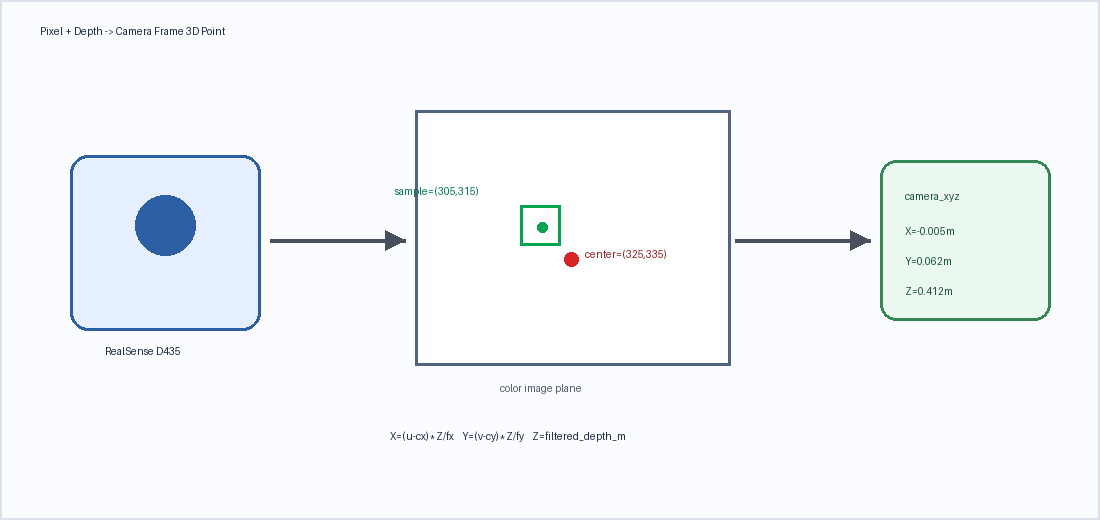 Pixel + Depth -> Camera Frame 3D Point
RealSense D435
sample=(305,315)
center=(325,335)
color image plane
X=(u-cx)*Z/fx Y=(v-cy)*Z/fy Z=filtered_depth_m
camera_xyz
X=-0.005m
Y=0.062m
Z=0.412m